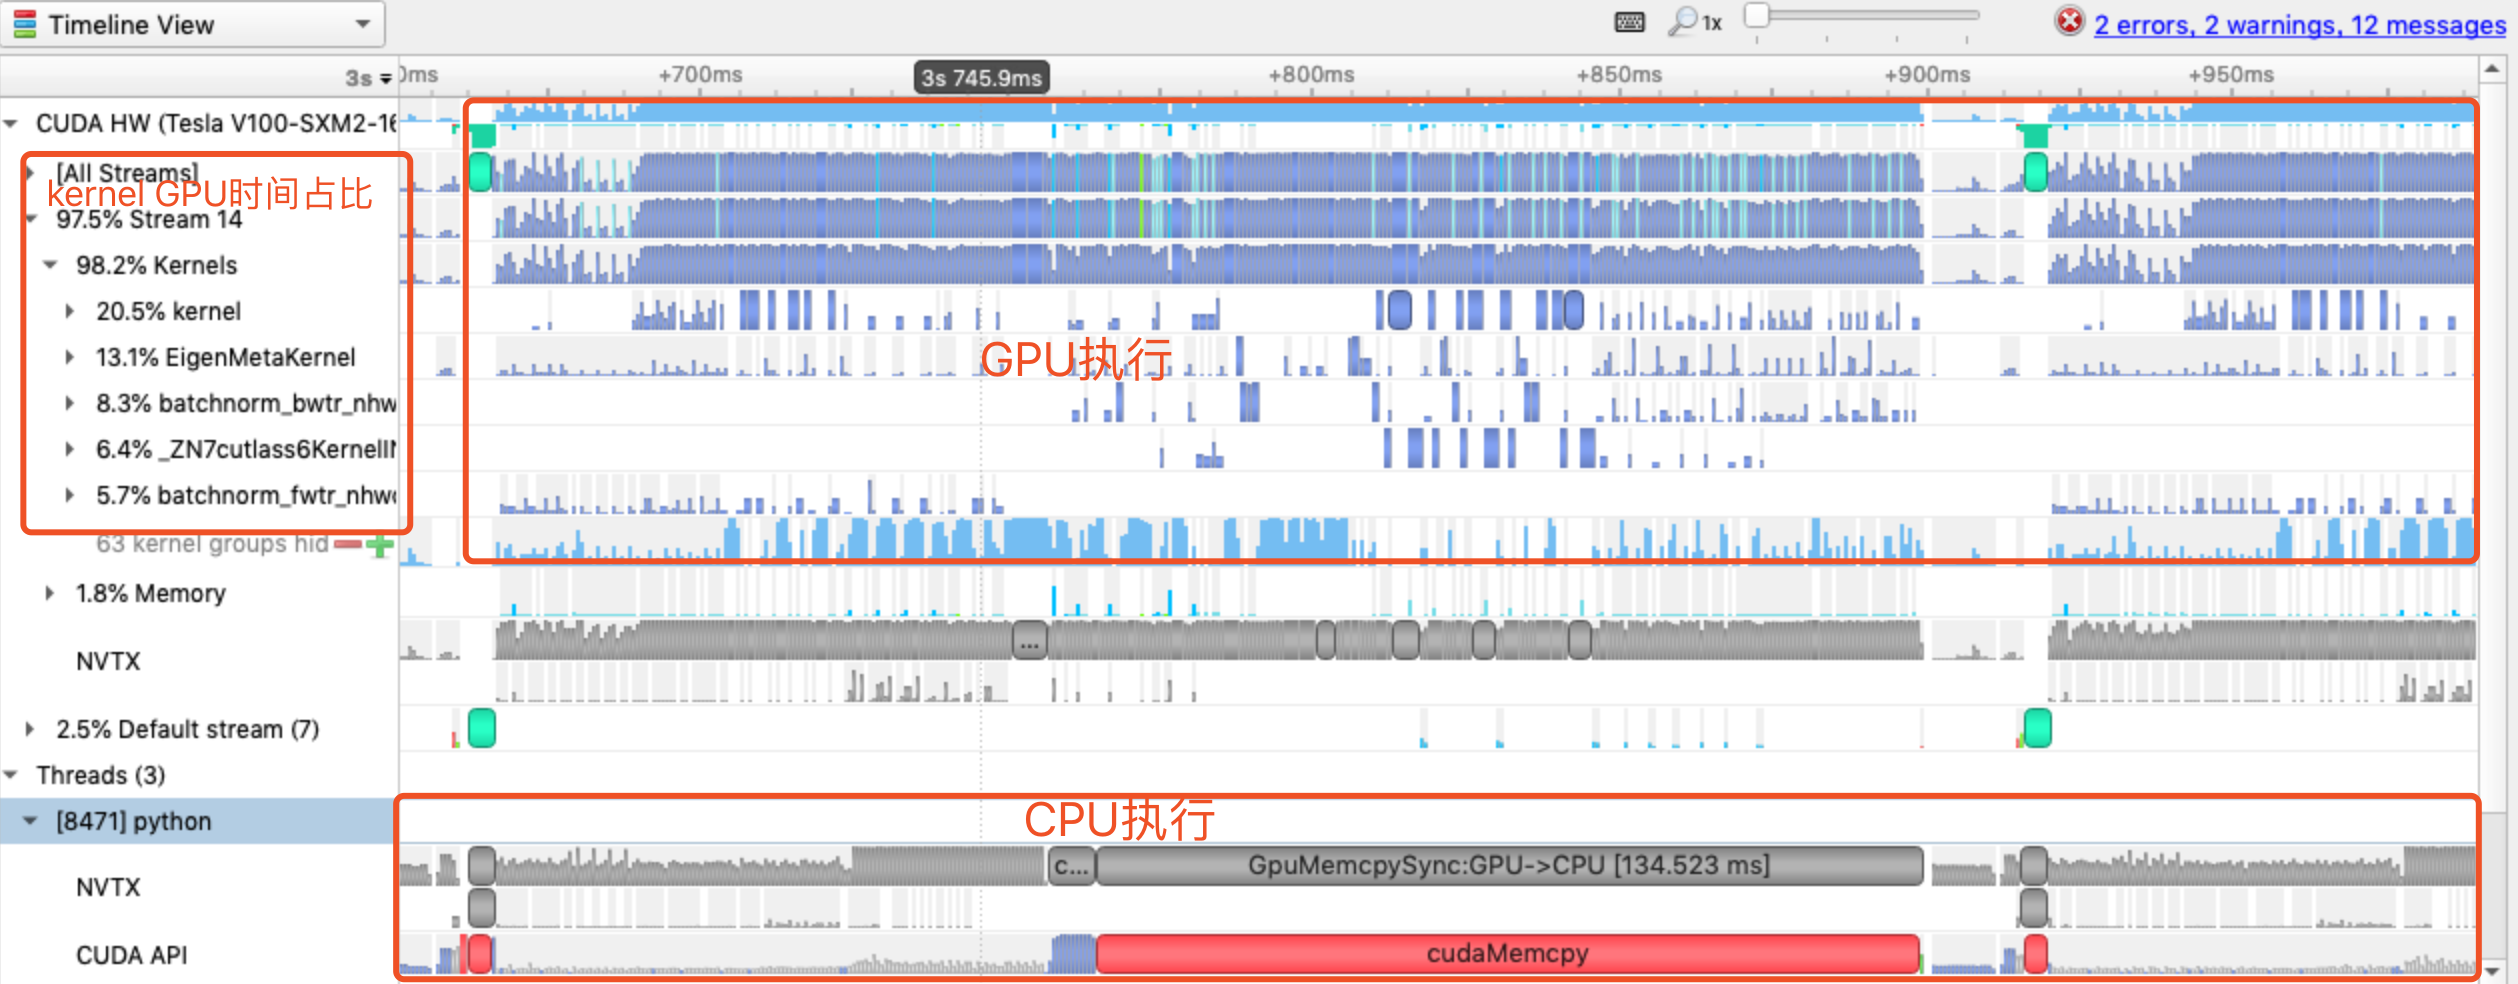 Timeline View
1x
2 errors, 2 warnings, 12 messages
3s
0ms
+700ms
3s 745.9ms
+800ms
+850ms
+900ms
+950ms
CUDA HW (Tesla V100-SXM2-16
[All Streams]
kernel GPU时间占比
97.5% Stream 14
98.2% Kernels
20.5% kernel
13.1% EigenMetaKernel
GPU执行
8.3% batchnorm_bwtr_nhw
6.4% _ZN7cutlass6KernelI
5.7% batchnorm_fwtr_nhw
63 kernel groups hid
1.8% Memory
NVTX
...
2.5% Default stream (7)
Threads (3)
[8471] python
CPU执行
NVTX
c...
GpuMemcpySync:GPU->CPU [134.523 ms]
CUDA API
cudaMemcpy